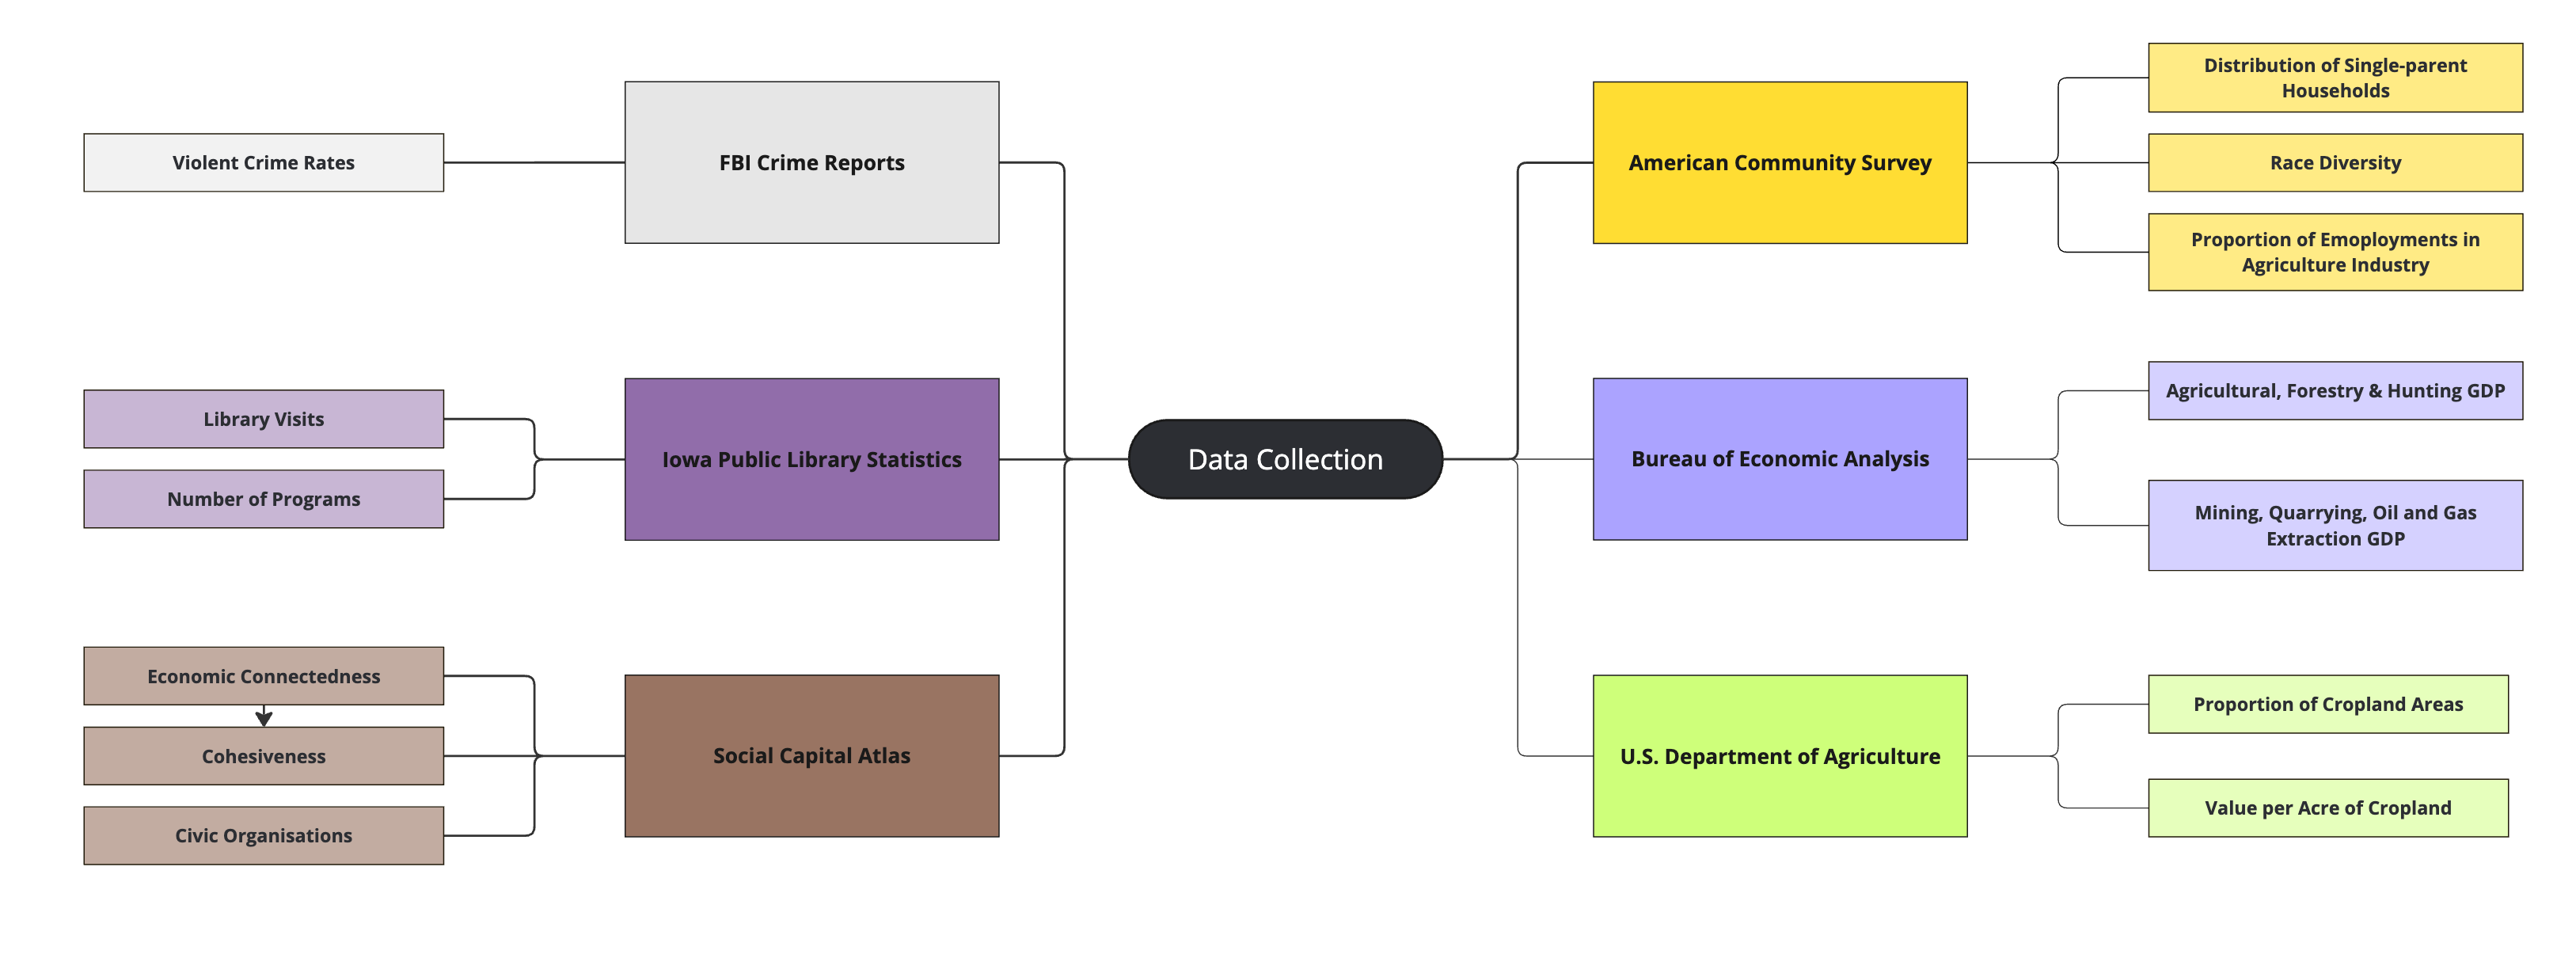 Data Collection
FBI Crime Reports
Violent Crime Rates
Iowa Public Library Statistics
Library Visits
Number of Programs
Social Capital Atlas
Economic Connectedness
Cohesiveness
Civic Organisations
American Community Survey
Distribution of Single-parent
Households
Race Diversity
Proportion of Emoployments in
Agriculture Industry
Bureau of Economic Analysis
Agricultural, Forestry & Hunting GDP
Mining, Quarrying, Oil and Gas
Extraction GDP
U.S. Department of Agriculture
Proportion of Cropland Areas
Value per Acre of Cropland